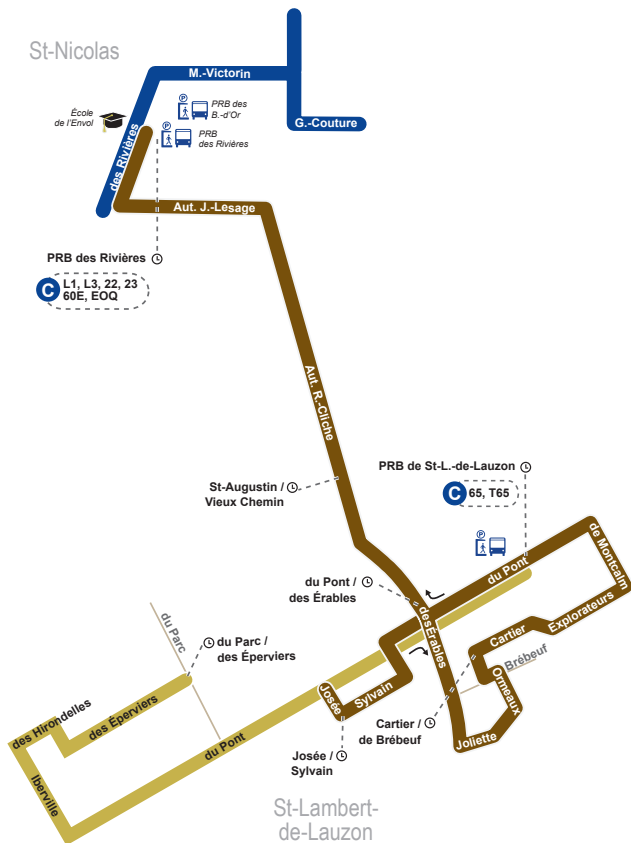 St-Nicolas
M.-Victorin
École
de l'Envol
P
PRB des
B.-d'Or
P
PRB
des Rivières
G.-Couture
des Rivières
Aut. J.-Lesage
PRB des Rivières
C
L1, L3, 22, 23
60E, EOQ
Aut. R.-Cliche
PRB de St-L.-de-Lauzon
C
65, T65
St-Augustin /
Vieux Chemin
P
de Montcalm
du Pont
du Pont /
des Érables
des Érables
Explorateurs
Cartier
du Parc
du Parc /
des Éperviers
Brébeuf
Ormeaux
Josée
Sylvain
des Hirondelles
des Éperviers
Cartier /
de Brébeuf
Joliette
du Pont
Josée /
Sylvain
Iberville
St-Lambert-
de-Lauzon